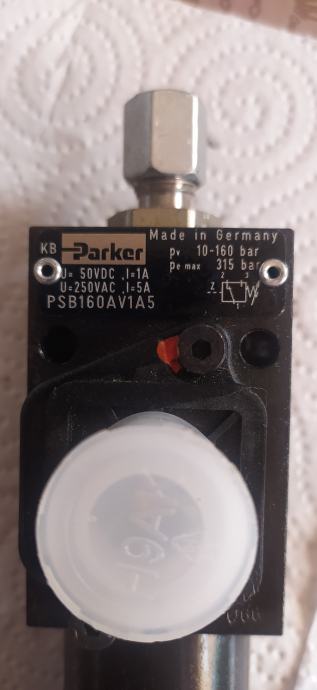 Made in Germany
KB Parker
pv 10-160 bar
U= 50VDC ,I=1A
pe max 315 bar
U=250VAC ,I=5A
PSB160AV1A5
2 3
Z